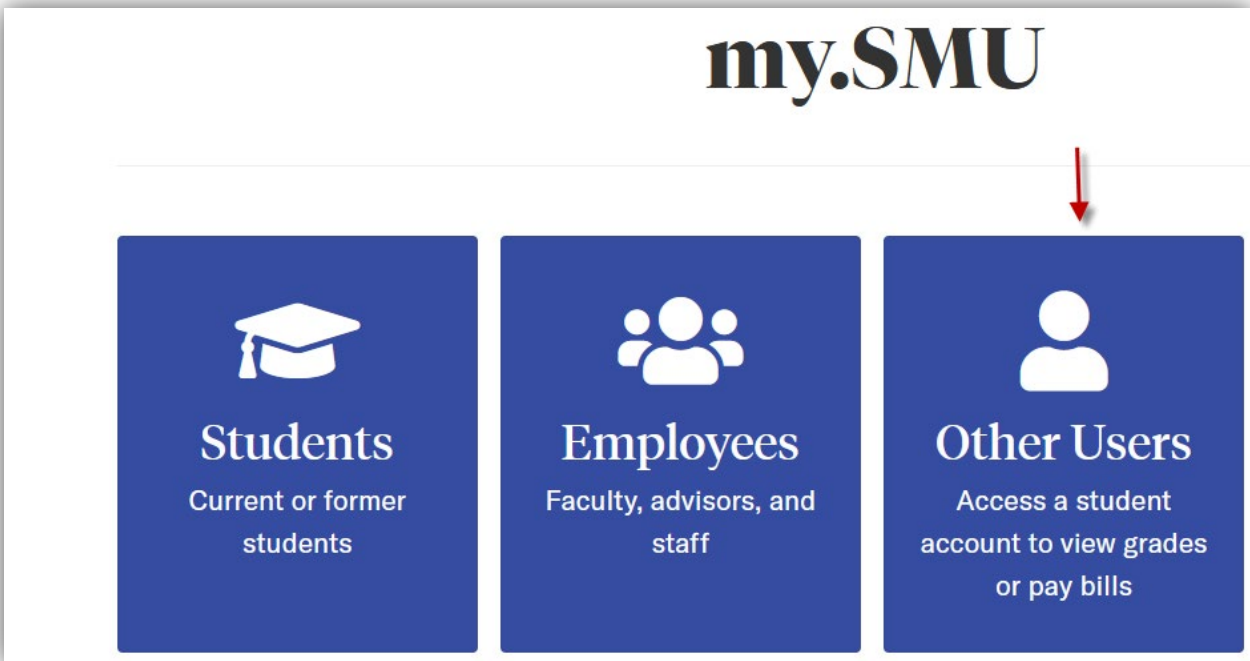 my.SMU
Students
Current or former
students
Employees
Faculty, advisors, and
staff
Other Users
Access a student
account to view grades
or pay bills